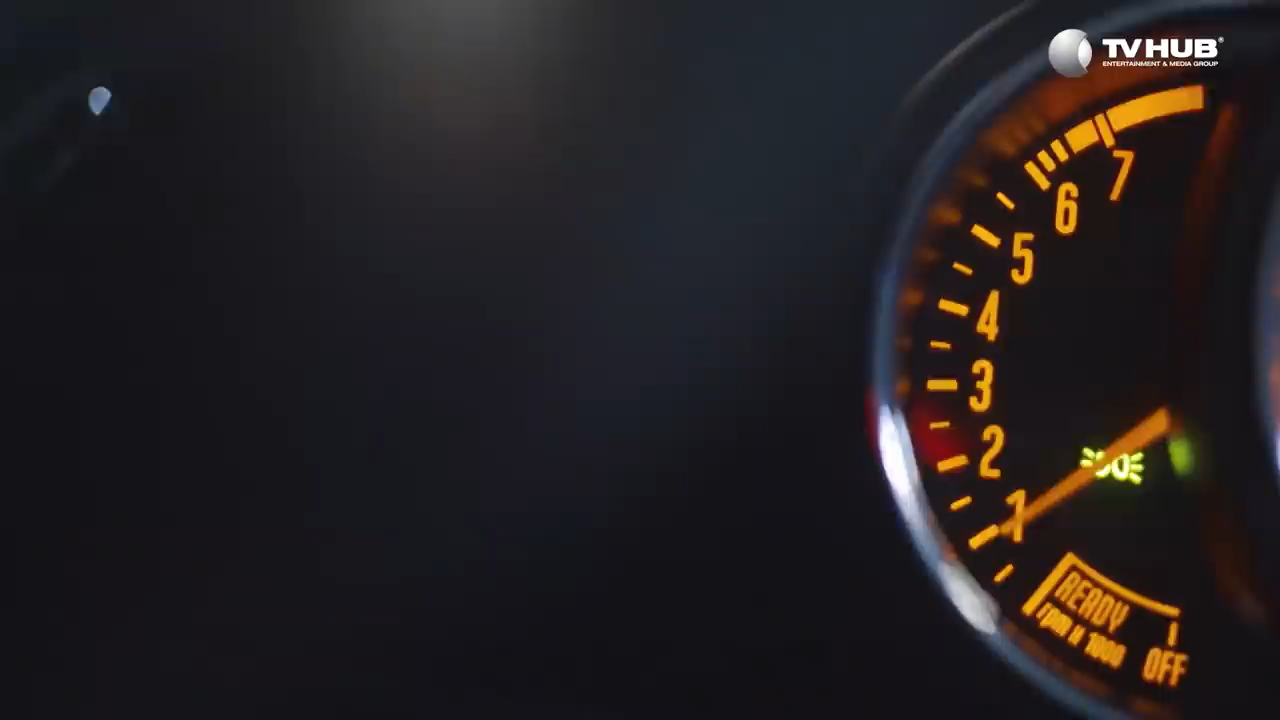 TV HUB®
ENTERTAINMENT & MEDIA GROUP
7
6
5
4
3
2
1
READY
rpm x 1000
OFF